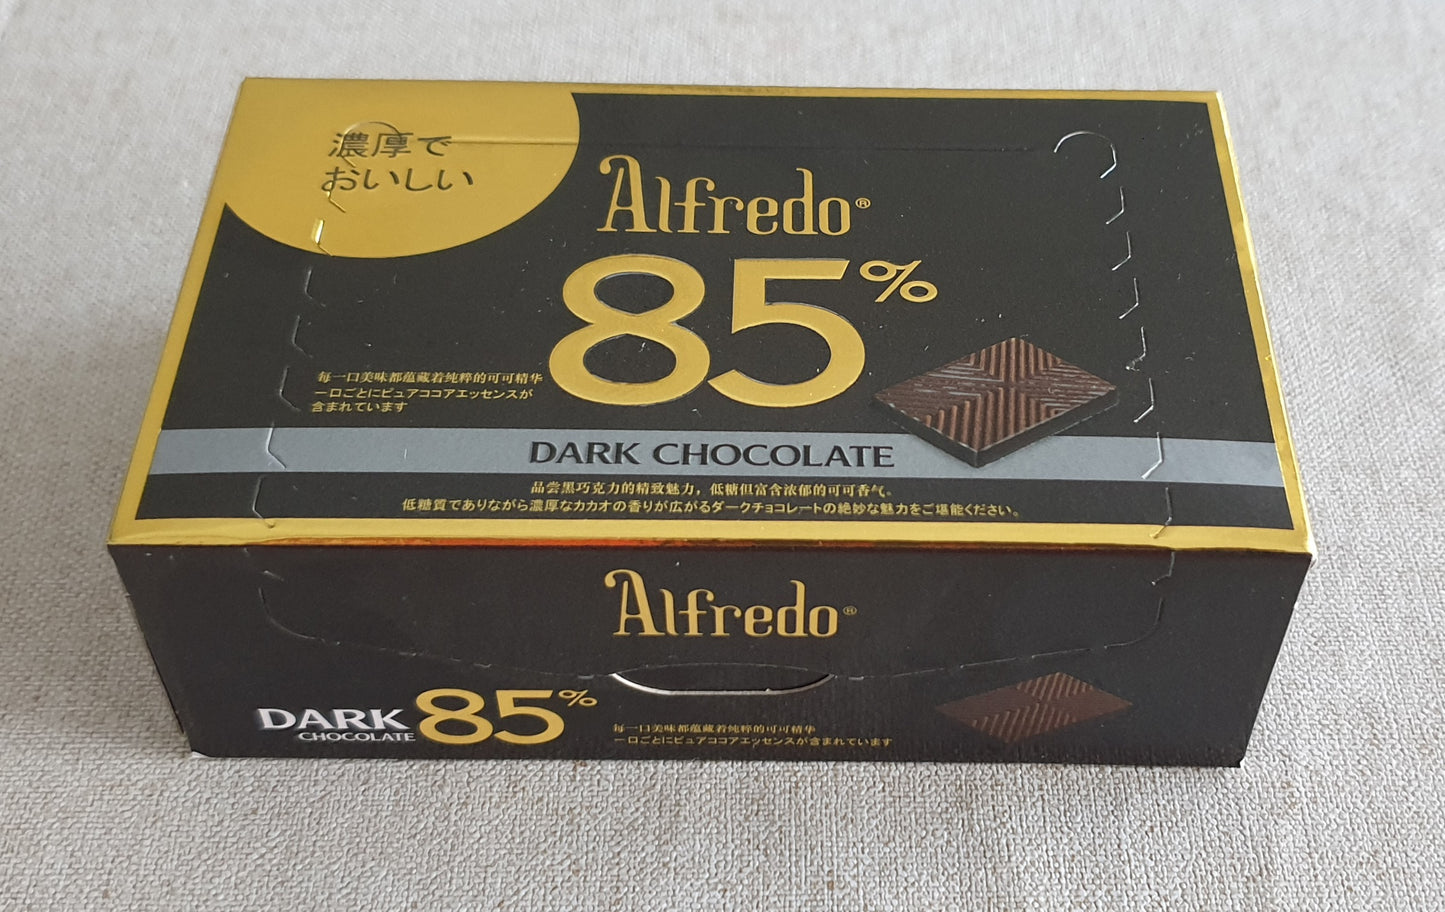 濃厚で
おいしい
Alfredo®
85%
每一口美味都蕴藏着纯粹的可可精华
一口ごとにピュアココアエッセンスが
含まれています
DARK CHOCOLATE
品尝黑巧克力的精致魅力，低糖但富含浓郁的可可香气。
低糖質でありながら濃厚なカカオの香りが広がるダークチョコレートの絶妙な魅力をご堪能ください。
Alfredo®
DARK
CHOCOLATE
85%
每一口美味都蕴藏着纯粹的可可精华
一口ごとにピュアココアエッセンスが含まれています